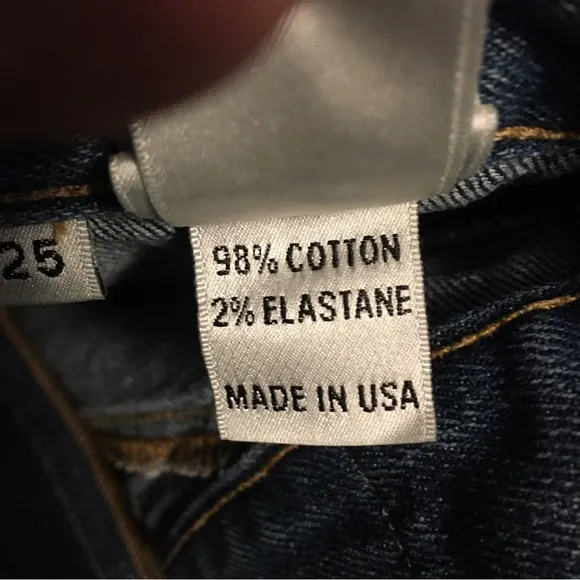 25
98% COTTON
2% ELASTANE
MADE IN USA